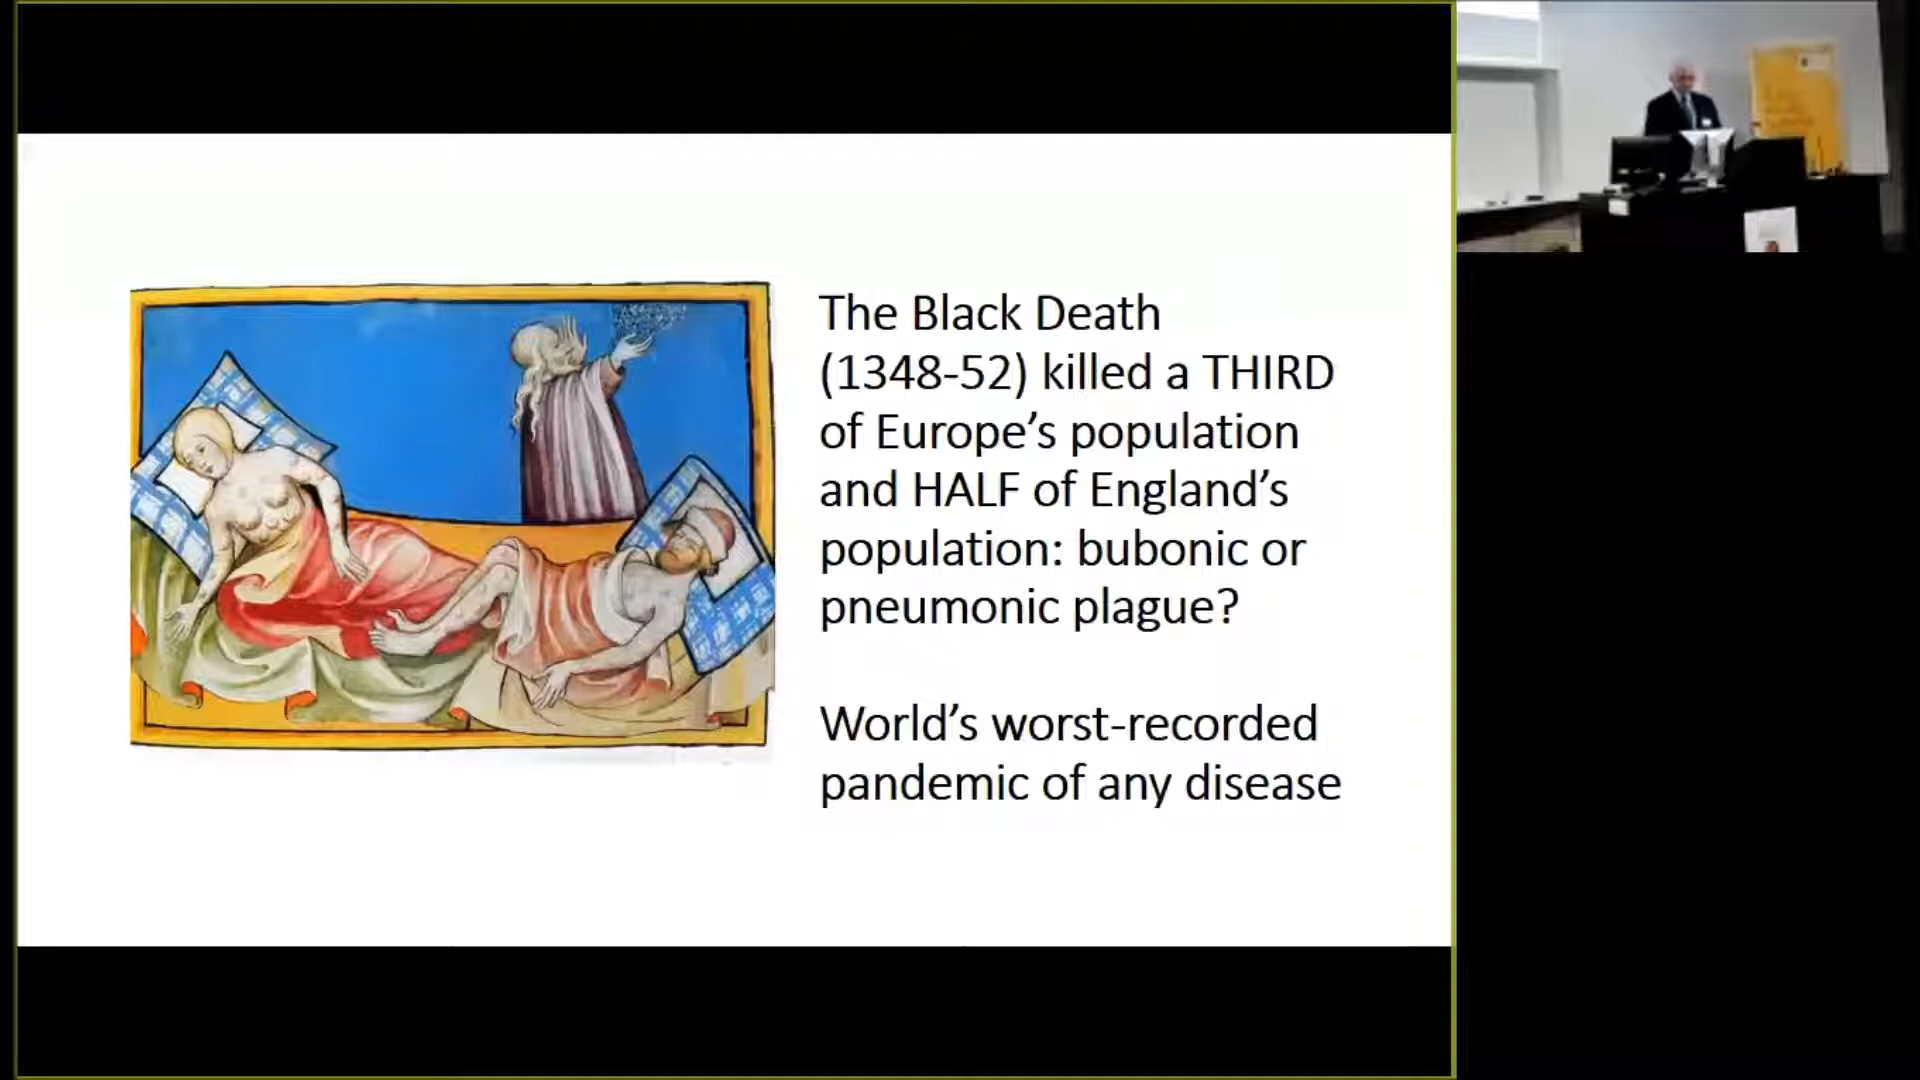 The Black Death
(1348-52) killed a THIRD
of Europe’s population
and HALF of England’s
population: bubonic or
pneumonic plague?
World’s worst-recorded
pandemic of any disease